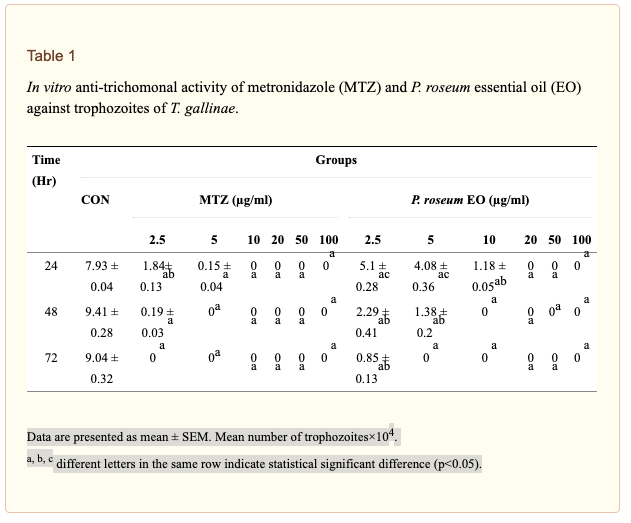 Table 1
In vitro anti-trichomonal activity of metronidazole (MTZ) and P. roseum essential oil (EO)
against trophozoites of T. gallinae.
Time (Hr) Groups
CON MTZ (µg/ml) P. roseum EO (µg/ml)
2.5 5 10 20 50 100 2.5 5 10 20 50 100
24 7.93 ± 0.04 1.84± 0.13 ab 0.15 ± 0.04 a 0 a 0 a 0 a 0 a 5.1 ± 0.28 ac 4.08 ± 0.36 ac 1.18 ± 0.05 ab 0 a 0 a 0 a
48 9.41 ± 0.28 0.19 ± 0.03 a 0 a 0 a 0 a 0 a 0 a 2.29 ± 0.41 ab 1.38 ± 0.2 ab 0 a 0 a 0 a 0 a
72 9.04 ± 0.32 0 a 0 a 0 a 0 a 0 a 0 a 0.85 ± 0.13 ab 0 a 0 a 0 a 0 a 0 a
Data are presented as mean ± SEM. Mean number of trophozoites×10⁴.
a, b, c different letters in the same row indicate statistical significant difference (p<0.05).